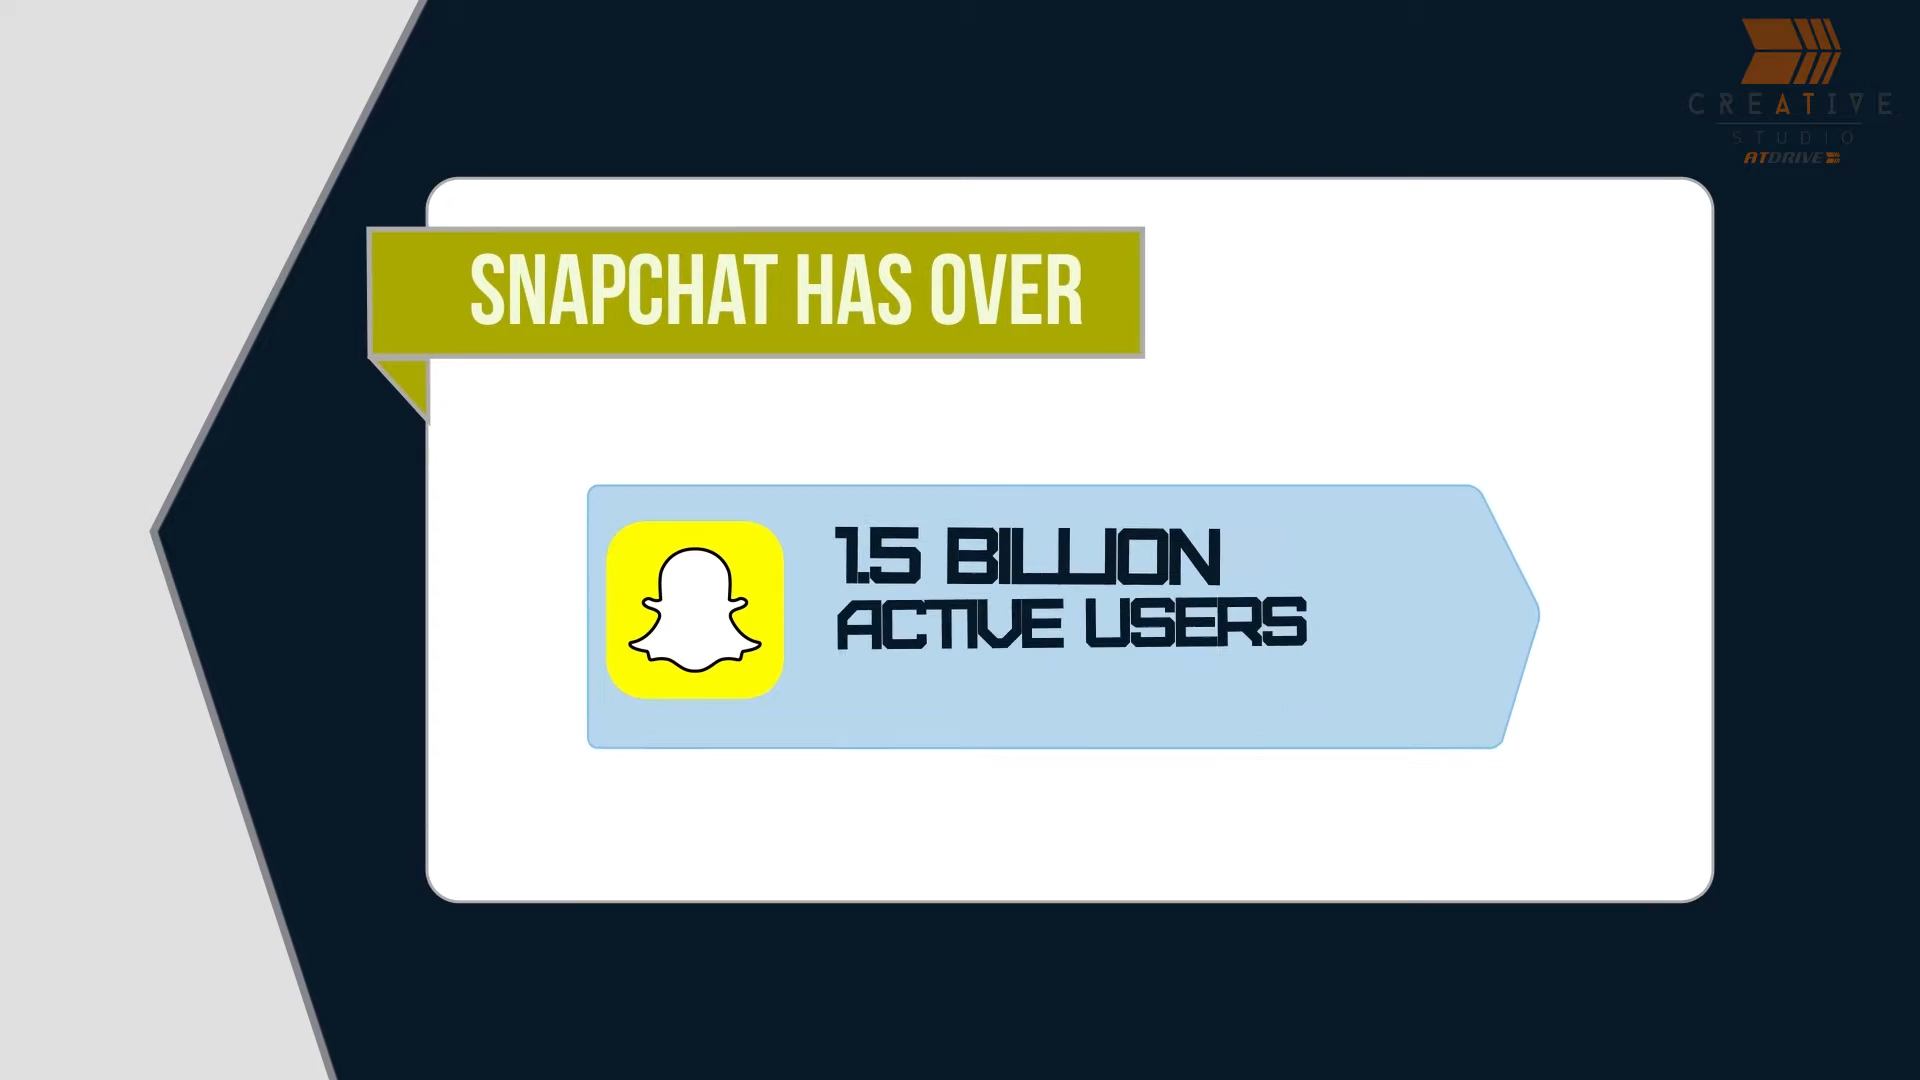 CREATIVE
STUDIO
ATDRIVE
SNAPCHAT HAS OVER
1.5 BILLION
ACTIVE USERS